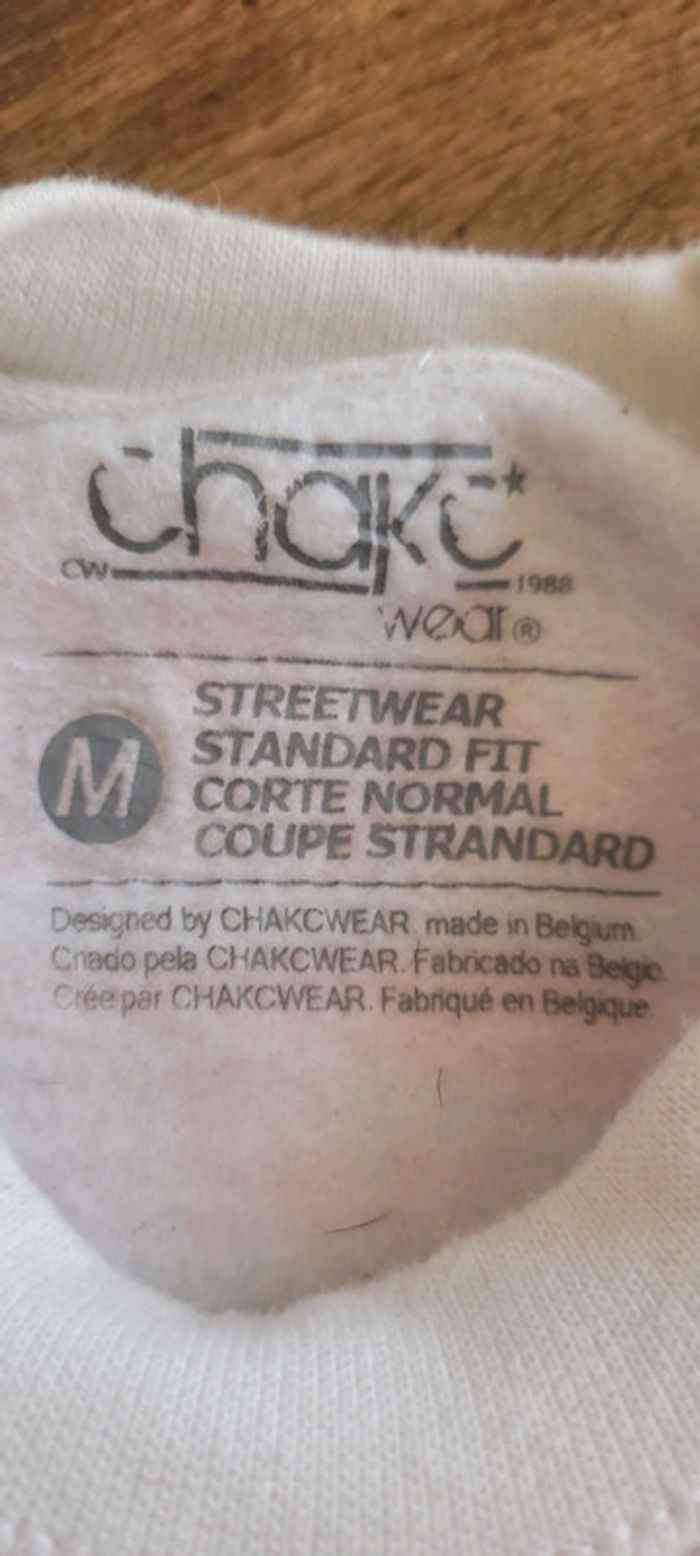 chakc
CW 1988
wear®
M
STREETWEAR
STANDARD FIT
CORTE NORMAL
COUPE STRANDARD
Designed by CHAKCWEAR. made in Belgium.
Criado pela CHAKCWEAR. Fabricado na Belgio.
Crée par CHAKCWEAR. Fabriqué en Belgique.